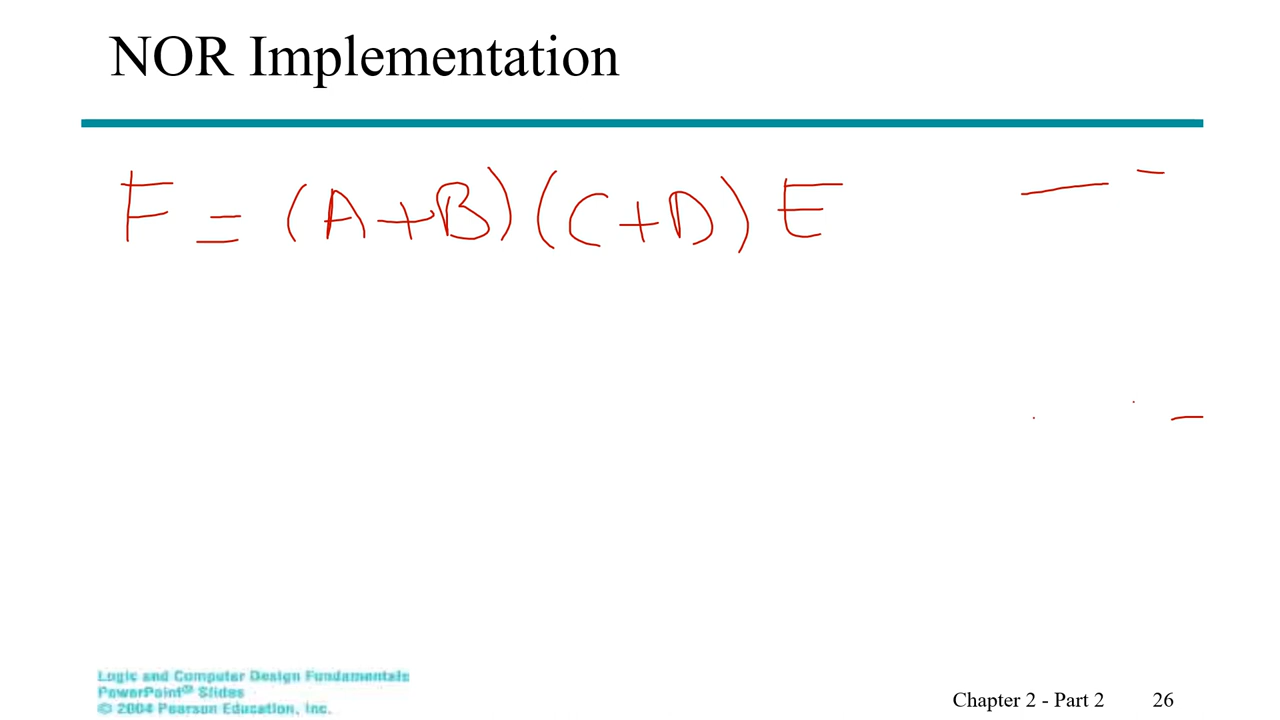 NOR Implementation
F = (A+B)(C+D)E
Logic and Computer Design Fundamentals
PowerPoint® Slides
© 2004 Pearson Education, Inc.
Chapter 2 - Part 2 26